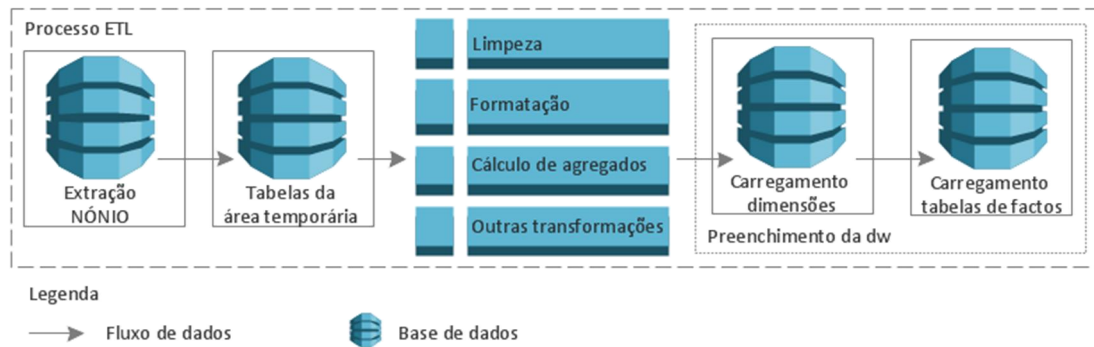 Processo ETL
Extração
NÓNIO
Tabelas da
área temporária
Limpeza
Formatação
Cálculo de agregados
Outras transformações
Carregamento
dimensões
Carregamento
tabelas de factos
Preenchimento da dw
Legenda
Fluxo de dados
Base de dados